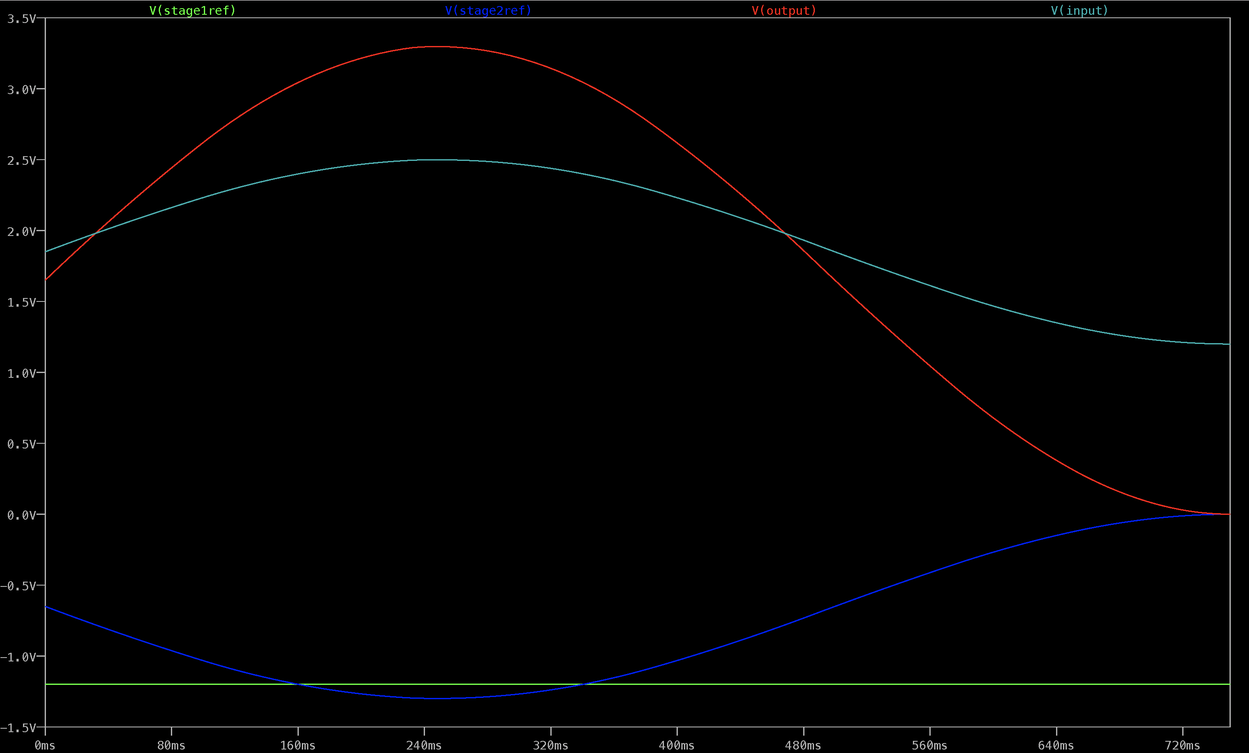 V(stage1ref) V(stage2ref) V(output) V(input)
3.5V
3.0V
2.5V
2.0V
1.5V
1.0V
0.5V
0.0V
-0.5V
-1.0V
-1.5V
0ms 80ms 160ms 240ms 320ms 400ms 480ms 560ms 640ms 720ms